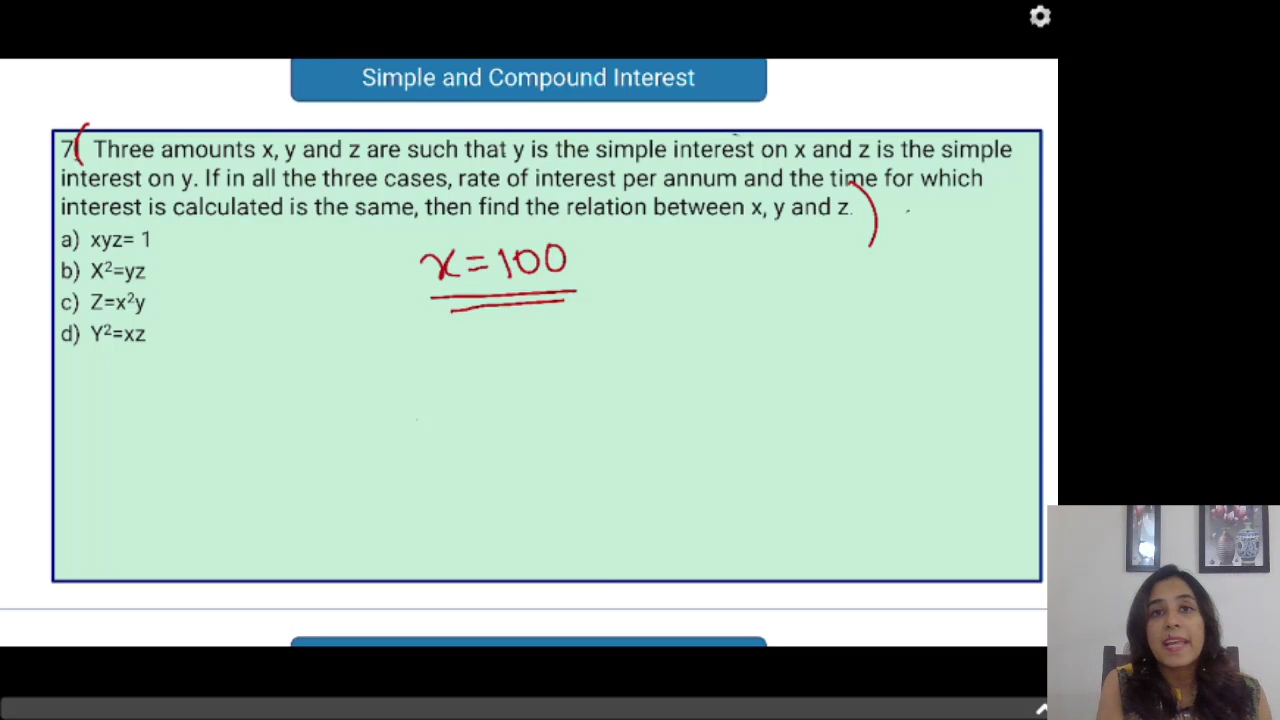 Simple and Compound Interest
7( Three amounts x, y and z are such that y is the simple interest on x and z is the simple
interest on y. If in all the three cases, rate of interest per annum and the time for which
interest is calculated is the same, then find the relation between x, y and z. )
a) xyz= 1
b) X²=yz
c) Z=x²y
d) Y²=xz
x=100